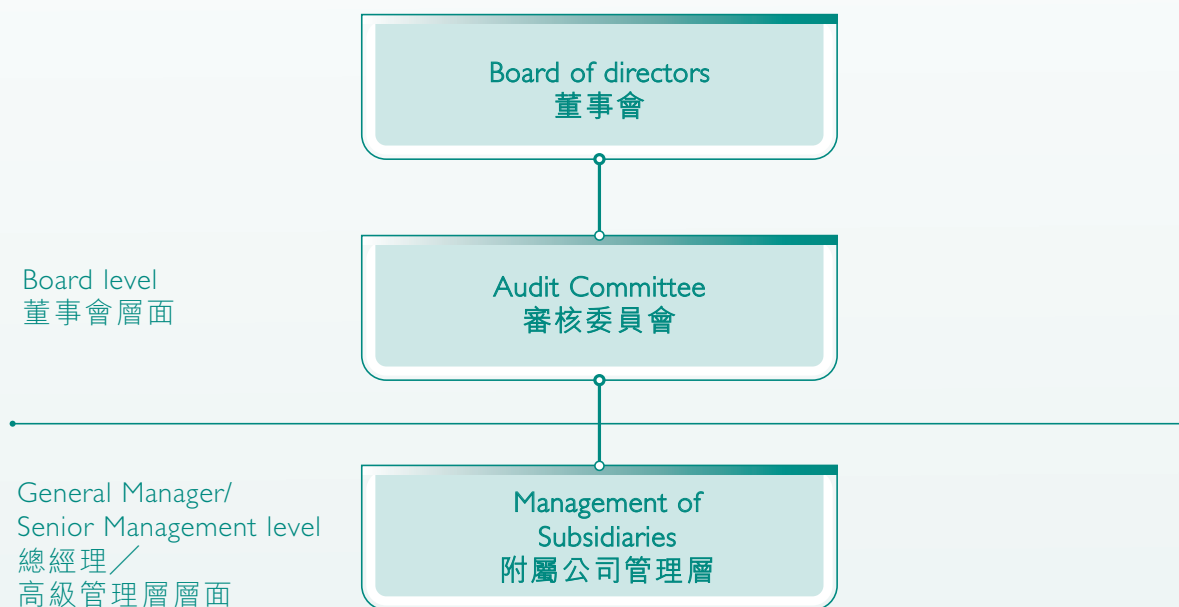 Board of directors
董事會
Board level
董事會層面
Audit Committee
審核委員會
General Manager/
Senior Management level
總經理／
高級管理層層面
Management of
Subsidiaries
附屬公司管理層